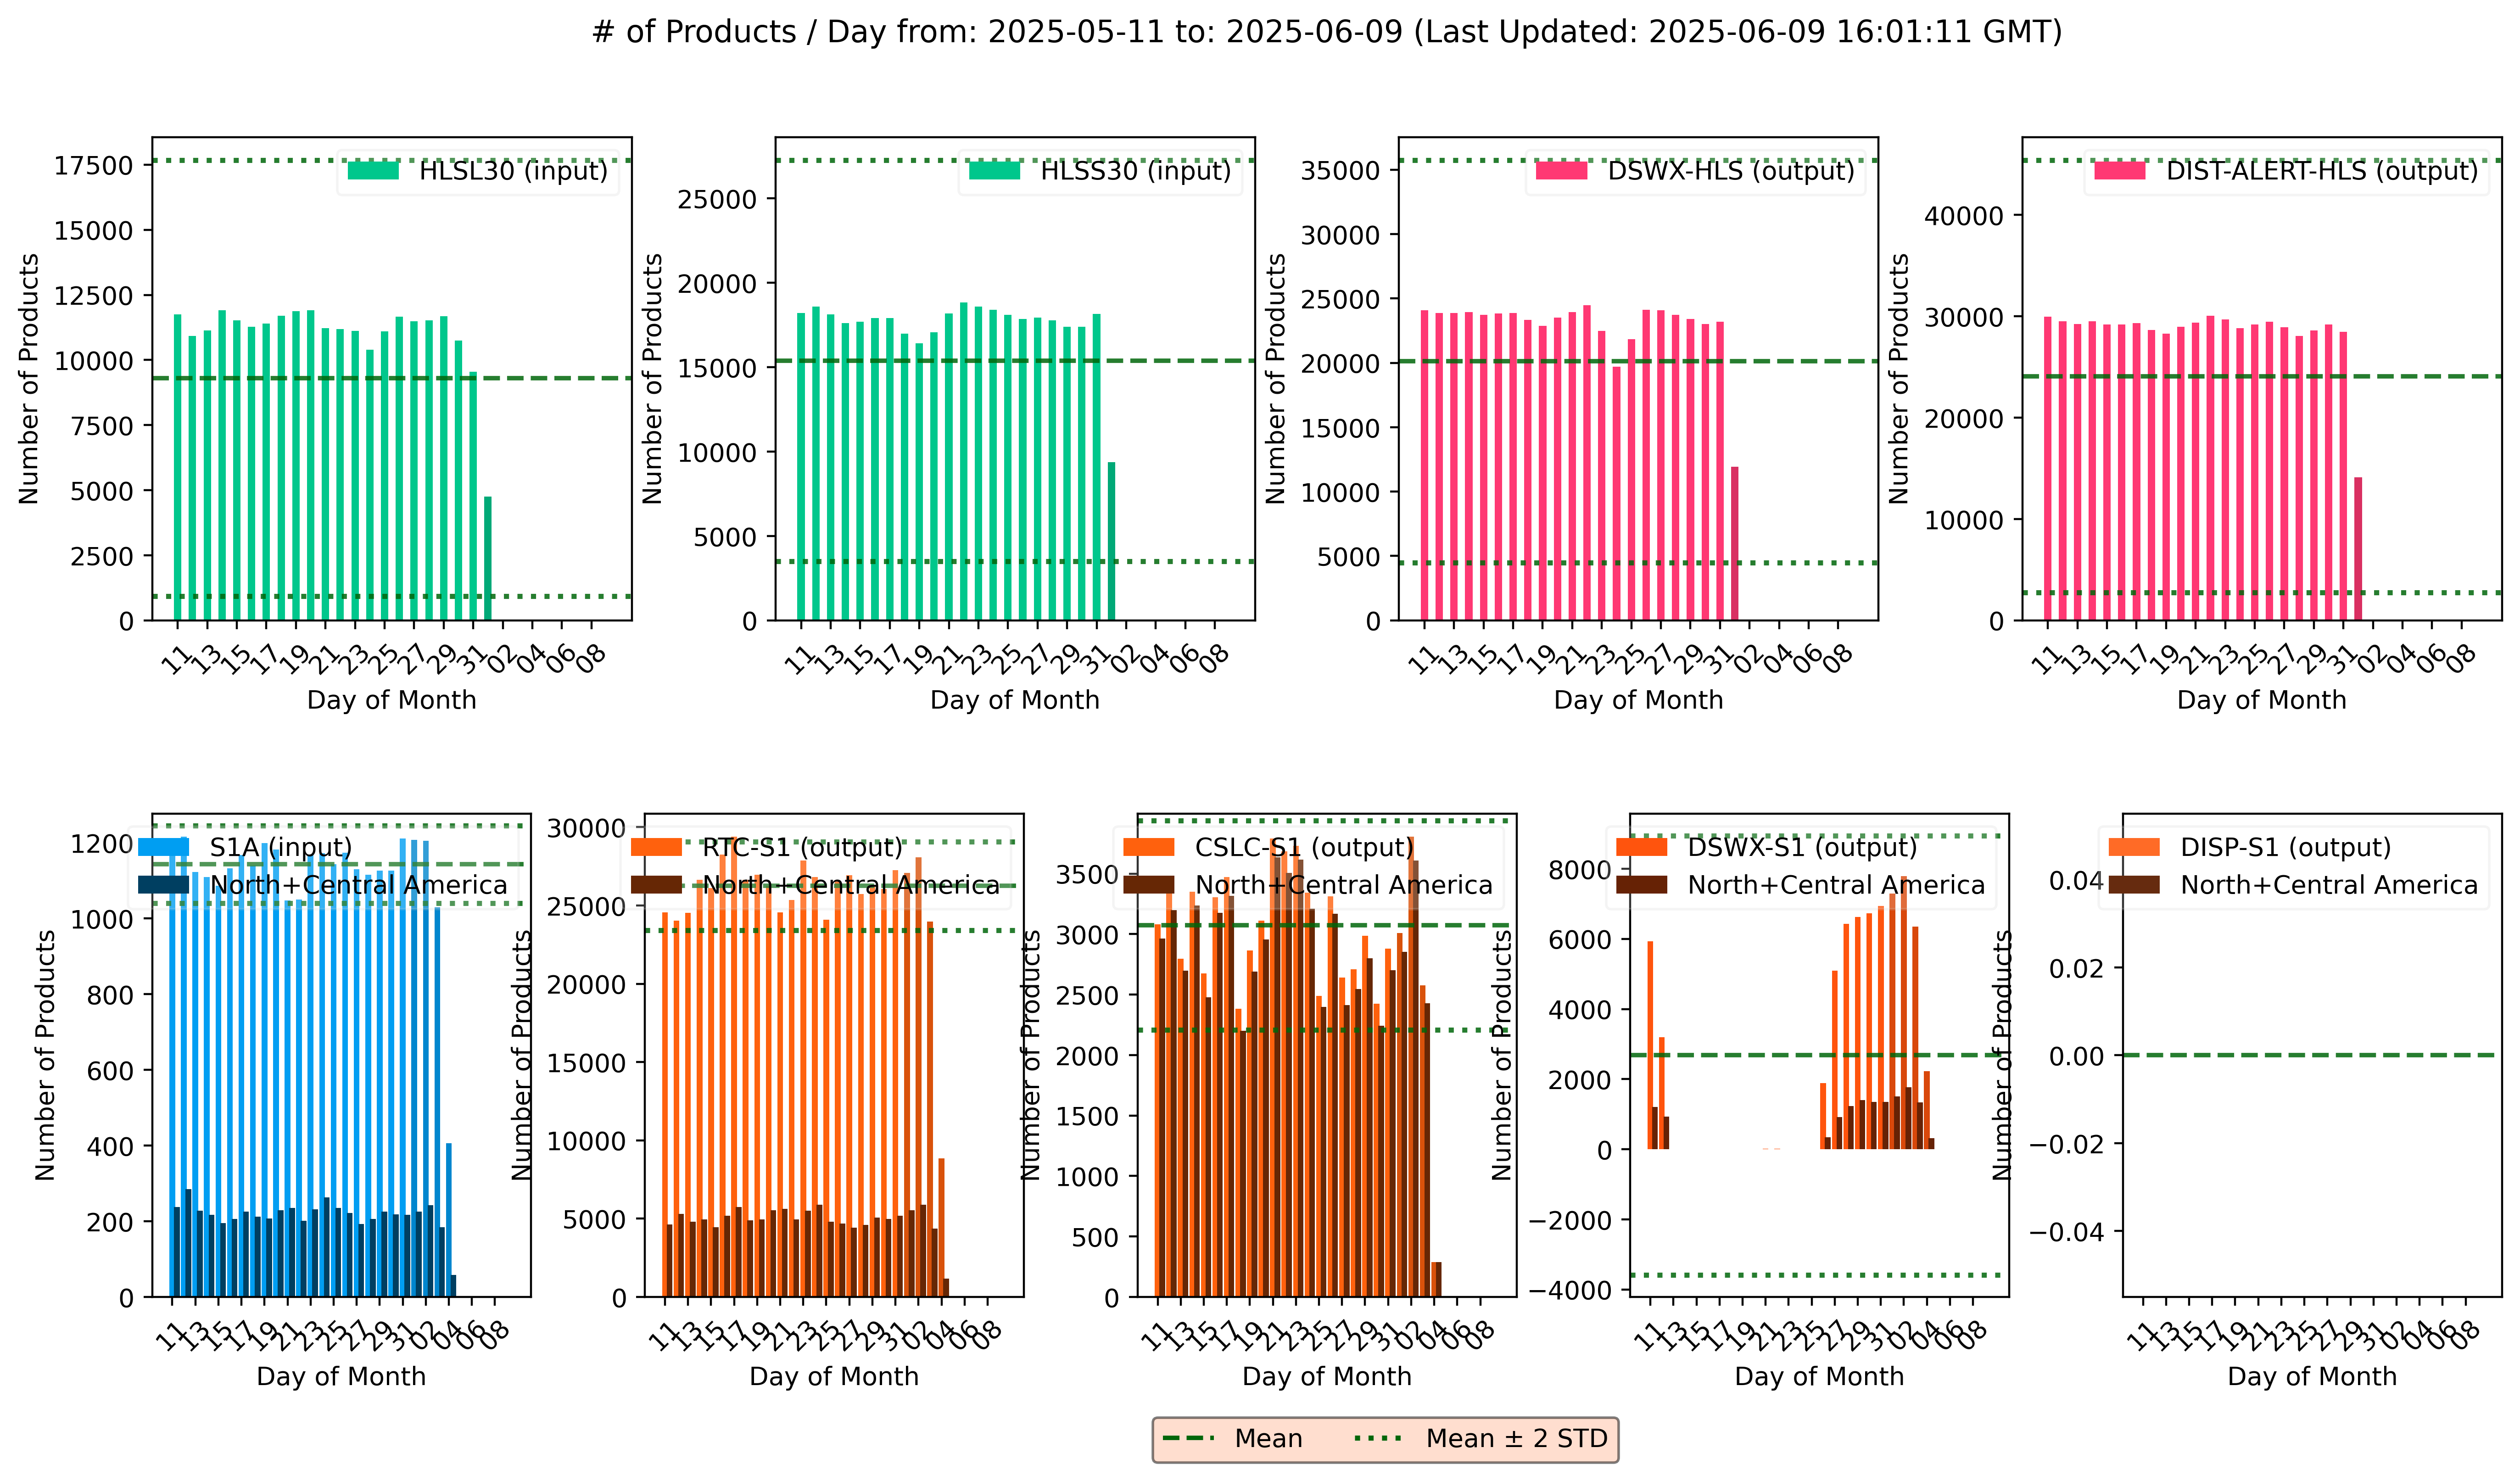 # of Products / Day from: 2025-05-11 to: 2025-06-09 (Last Updated: 2025-06-09 16:01:11 GMT)
HLSL30 (input)
Number of Products
17500
15000
12500
10000
7500
5000
2500
0
11 13 15 17 19 21 23 25 27 29 31 02 04 06 08
Day of Month
HLSS30 (input)
Number of Products
25000
20000
15000
10000
5000
0
11 13 15 17 19 21 23 25 27 29 31 02 04 06 08
Day of Month
DSWX-HLS (output)
Number of Products
35000
30000
25000
20000
15000
10000
5000
0
11 13 15 17 19 21 23 25 27 29 31 02 04 06 08
Day of Month
DIST-ALERT-HLS (output)
Number of Products
40000
30000
20000
10000
0
11 13 15 17 19 21 23 25 27 29 31 02 04 06 08
Day of Month
S1A (input)
North+Central America
Number of Products
1200
1000
800
600
400
200
0
11 13 15 17 19 21 23 25 27 29 31 02 04 06 08
Day of Month
RTC-S1 (output)
North+Central America
Number of Products
30000
25000
20000
15000
10000
5000
0
11 13 15 17 19 21 23 25 27 29 31 02 04 06 08
Day of Month
CSLC-S1 (output)
North+Central America
Number of Products
3500
3000
2500
2000
1500
1000
500
0
11 13 15 17 19 21 23 25 27 29 31 02 04 06 08
Day of Month
DSWX-S1 (output)
North+Central America
Number of Products
8000
6000
4000
2000
0
−2000
−4000
11 13 15 17 19 21 23 25 27 29 31 02 04 06 08
Day of Month
DISP-S1 (output)
North+Central America
Number of Products
0.04
0.02
0.00
−0.02
−0.04
11 13 15 17 19 21 23 25 27 29 31 02 04 06 08
Day of Month
Mean
Mean ± 2 STD